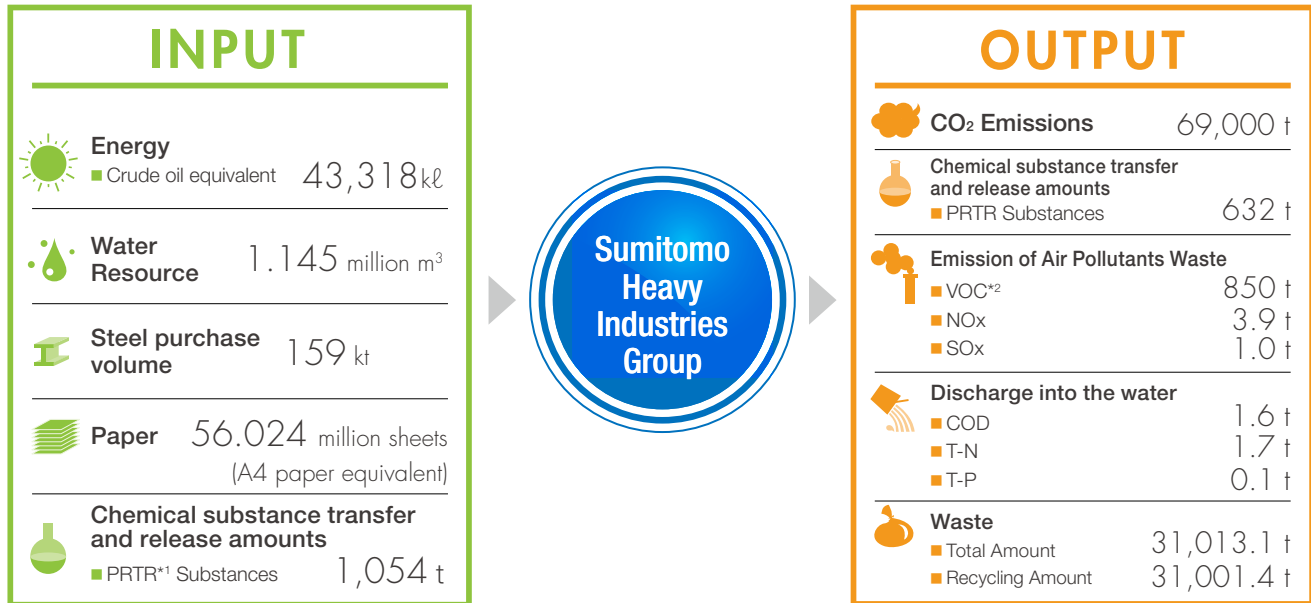 INPUT
Energy
■ Crude oil equivalent 43,318 kℓ
Water
Resource 1.145 million m³
Steel purchase
volume 159 kt
Paper 56.024 million sheets
(A4 paper equivalent)
Chemical substance transfer
and release amounts
■ PRTR*¹ Substances 1,054 t
Sumitomo
Heavy
Industries
Group
OUTPUT
CO₂ Emissions 69,000 t
Chemical substance transfer
and release amounts
■ PRTR Substances 632 t
Emission of Air Pollutants Waste
■ VOC*² 850 t
■ NOx 3.9 t
■ SOx 1.0 t
Discharge into the water
■ COD 1.6 t
■ T-N 1.7 t
■ T-P 0.1 t
Waste
■ Total Amount 31,013.1 t
■ Recycling Amount 31,001.4 t